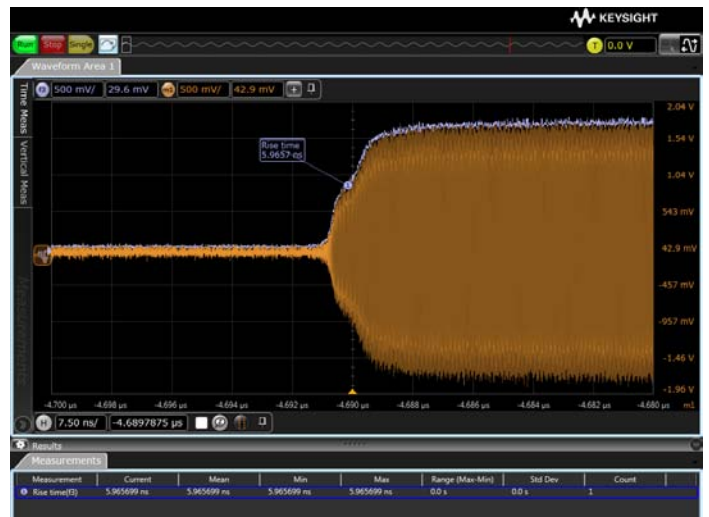 KEYSIGHT
Run Stop Single T 0.0 V
Waveform Area 1
f3 500 mV/ 29.6 mV m1 500 mV/ 42.9 mV +
Time Meas
Vertical Meas
Measurements
Rise time
5.9657 ns
2.04 V
1.54 V
1.04 V
543 mV
42.9 mV
-457 mV
-957 mV
-1.46 V
-1.96 V
-4.700 µs -4.698 µs -4.696 µs -4.694 µs -4.692 µs -4.690 µs -4.688 µs -4.686 µs -4.684 µs -4.682 µs -4.680 µs m1
H 7.50 ns/ -4.6897875 µs
Results
Measurements
Measurement Current Mean Min Max Range (Max-Min) Std Dev Count
Rise time(f3) 5.965699 ns 5.965699 ns 5.965699 ns 5.965699 ns 0.0 s 0.0 s 1